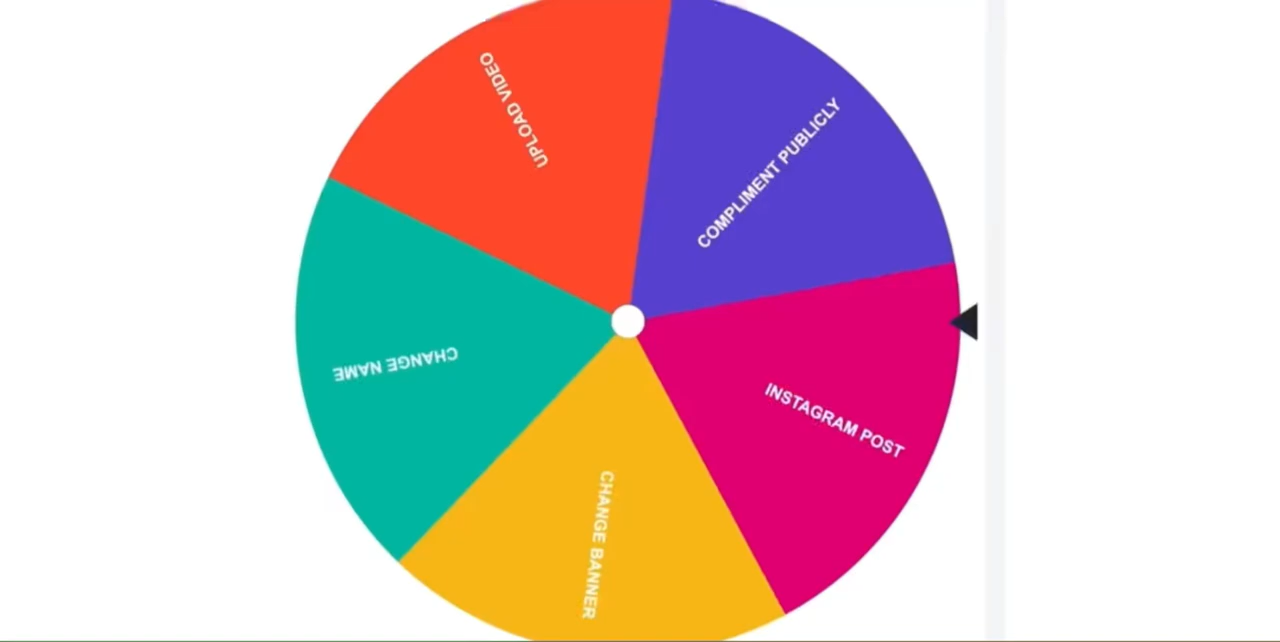 UPLOAD VIDEO
COMPLIMENT PUBLICLY
CHANGE NAME
INSTAGRAM POST
CHANGE BANNER